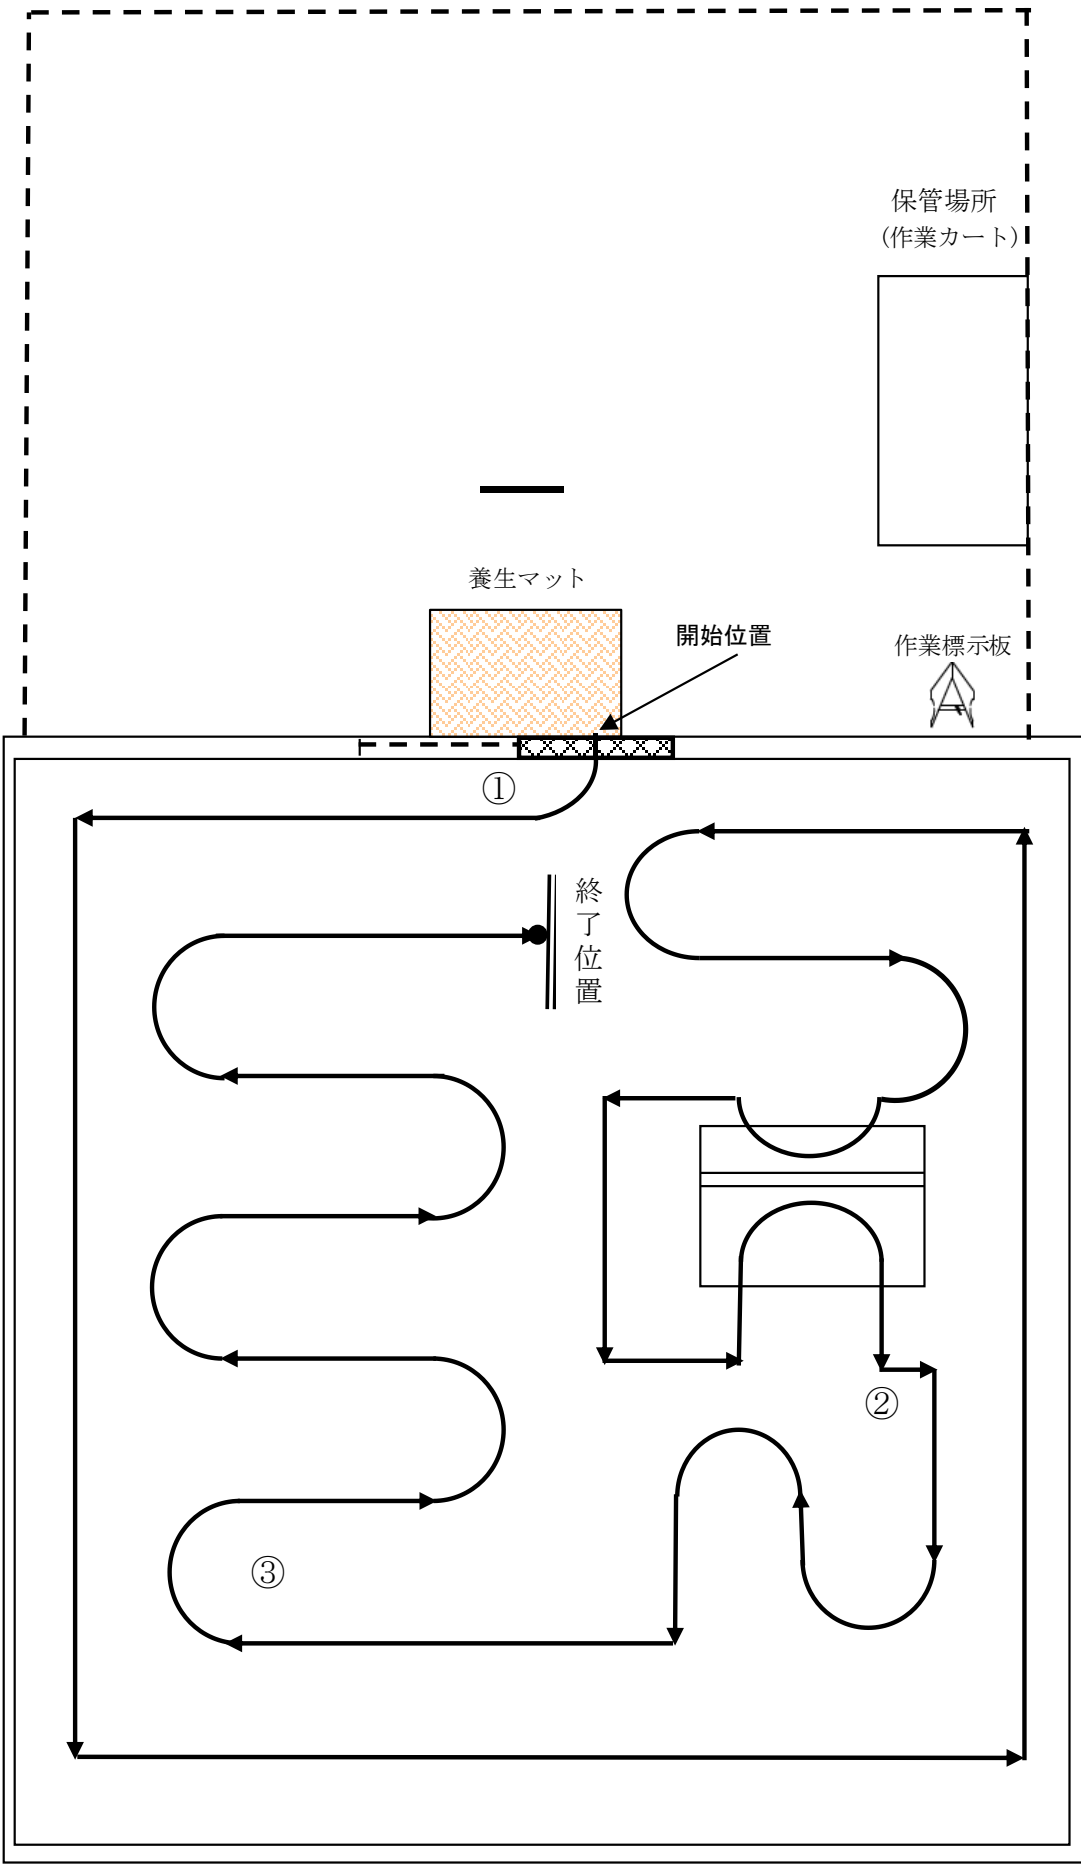 保管場所
（作業カート）
養生マット
開始位置
作業標示板
①
終了位置
②
③